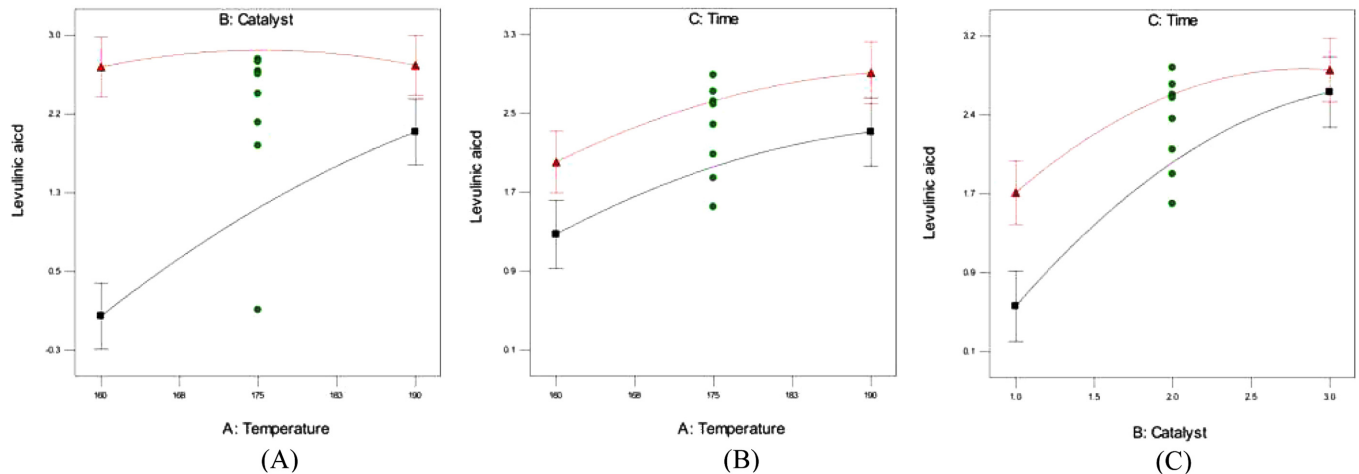 B: Catalyst
3.0
2.2
1.3
0.5
-0.3
Levulinic aicd
160
168
175
183
190
A: Temperature
(A)
C: Time
3.3
2.5
1.7
0.9
0.1
Levulinic aicd
160
168
175
183
190
A: Temperature
(B)
C: Time
3.2
2.4
1.7
0.9
0.1
Levulinic aicd
1.0
1.5
2.0
2.5
3.0
B: Catalyst
(C)